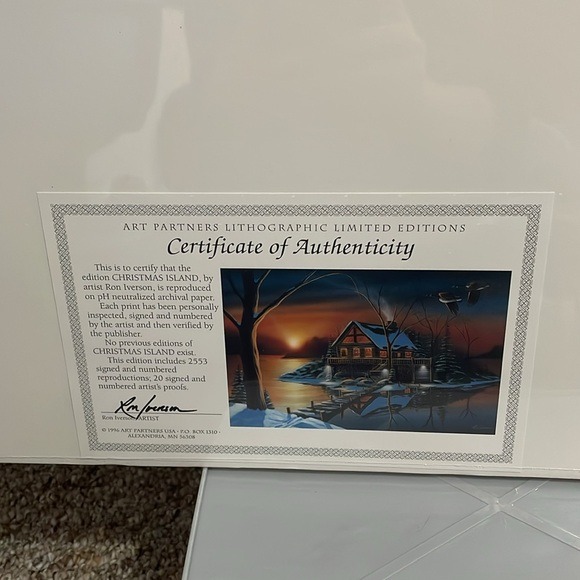 ART PARTNERS LITHOGRAPHIC LIMITED EDITIONS
Certificate of Authenticity
This is to certify that the
edition CHRISTMAS ISLAND, by
artist Ron Iverson, is reproduced
on pH neutralized archival paper.
Each print has been personally
inspected, signed and numbered
by the artist and then verified by
the publisher.
No previous editions of
CHRISTMAS ISLAND exist.
This edition includes 2553
signed and numbered
reproductions; 20 signed and
numbered artist's proofs.
Ron Iverson
Ron Iverson ARTIST
© 1996 ART PARTNERS USA · P.O. BOX 1310 ·
ALEXANDRIA, MN 56308